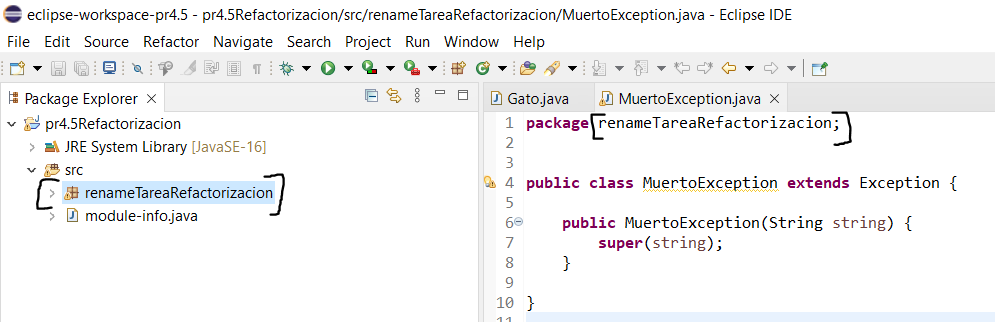 eclipse-workspace-pr4.5 - pr4.5Refactorizacion/src/renameTareaRefactorizacion/MuertoException.java - Eclipse IDE
File Edit Source Refactor Navigate Search Project Run Window Help
Package Explorer
pr4.5Refactorizacion
JRE System Library [JavaSE-16]
src
renameTareaRefactorizacion
module-info.java
Gato.java MuertoException.java
1 package renameTareaRefactorizacion;
2
3
4 public class MuertoException extends Exception {
5
6 public MuertoException(String string) {
7 super(string);
8 }
9
10 }
11